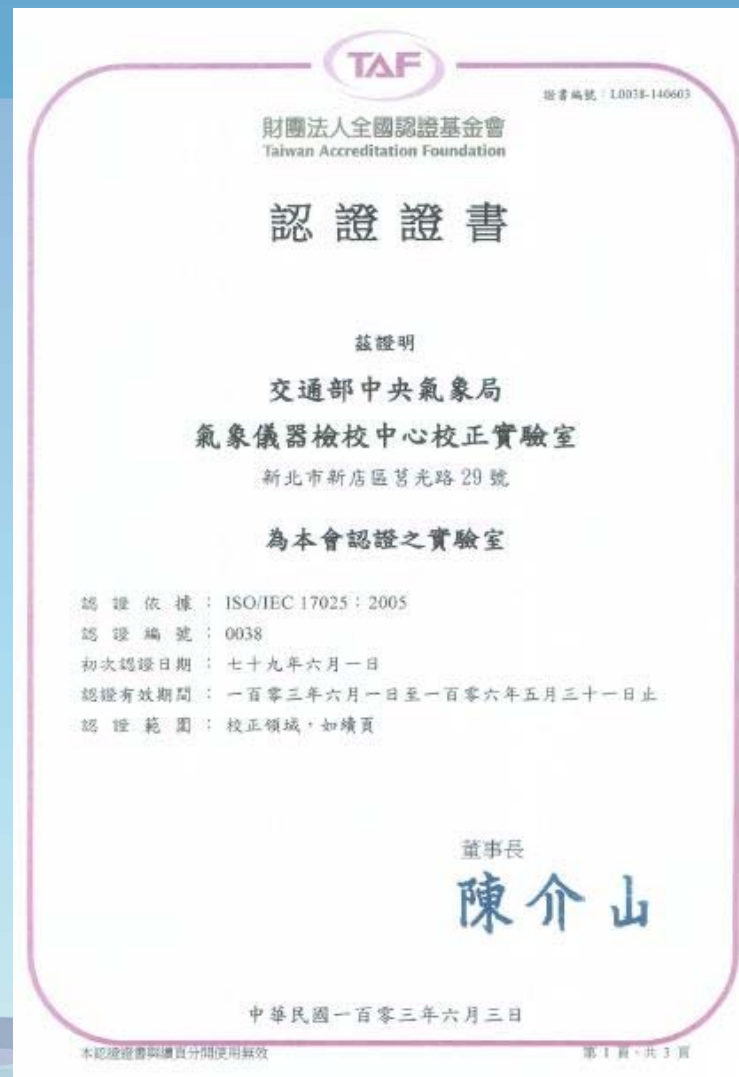 TAF
證書編號：L0038-140603
財團法人全國認證基金會
Taiwan Accreditation Foundation
認證證書
茲證明
交通部中央氣象局
氣象儀器檢校中心校正實驗室
新北市新店區莒光路 29 號
為本會認證之實驗室
認證依據：ISO/IEC 17025：2005
認證編號：0038
初次認證日期：七十九年六月一日
認證有效期間：一百零三年六月一日至一百零六年五月三十一日止
認證範圍：校正領域，如續頁
董事長
陳介山
中華民國一百零三年六月三日
本認證證書與續頁分開使用無效
第 1 頁，共 3 頁